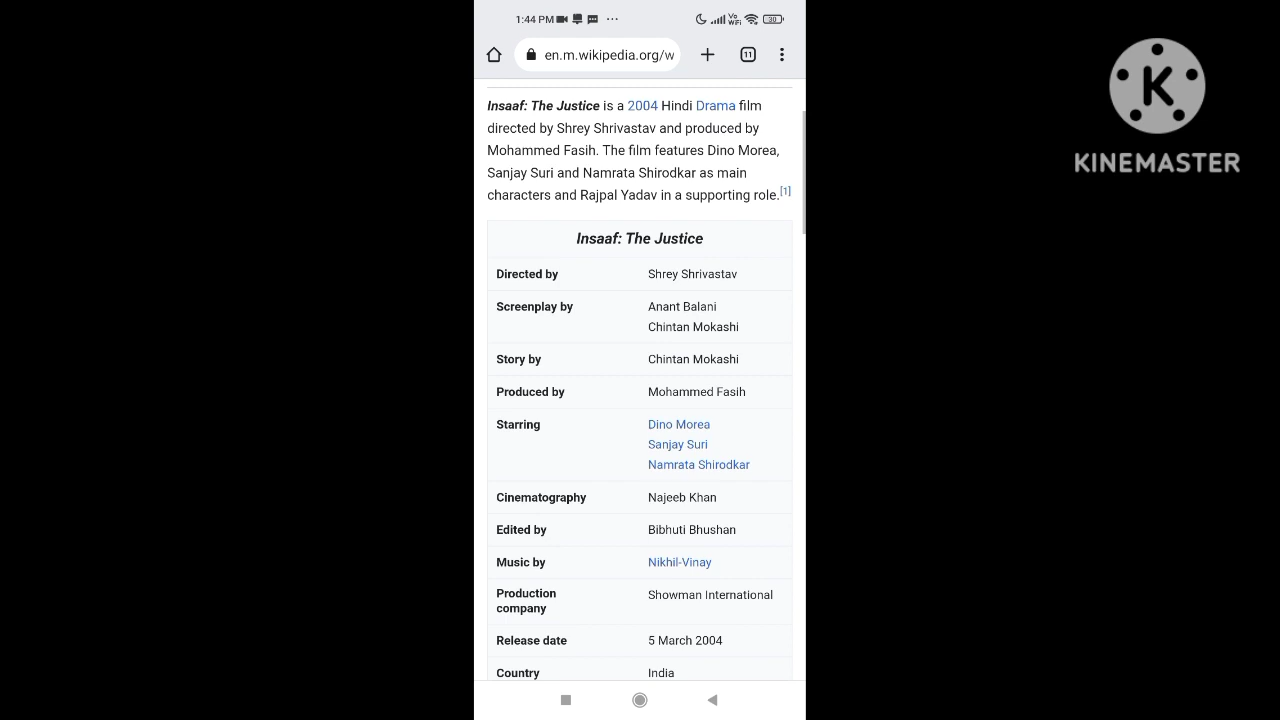 1:44 PM
Vo
WiFi
30
en.m.wikipedia.org/w
11
K
KINEMASTER
Insaaf: The Justice is a 2004 Hindi Drama film
directed by Shrey Shrivastav and produced by
Mohammed Fasih. The film features Dino Morea,
Sanjay Suri and Namrata Shirodkar as main
characters and Rajpal Yadav in a supporting role.[1]
Insaaf: The Justice
Directed by Shrey Shrivastav
Screenplay by Anant Balani
Chintan Mokashi
Story by Chintan Mokashi
Produced by Mohammed Fasih
Starring Dino Morea
Sanjay Suri
Namrata Shirodkar
Cinematography Najeeb Khan
Edited by Bibhuti Bhushan
Music by Nikhil-Vinay
Production
company Showman International
Release date 5 March 2004
Country India